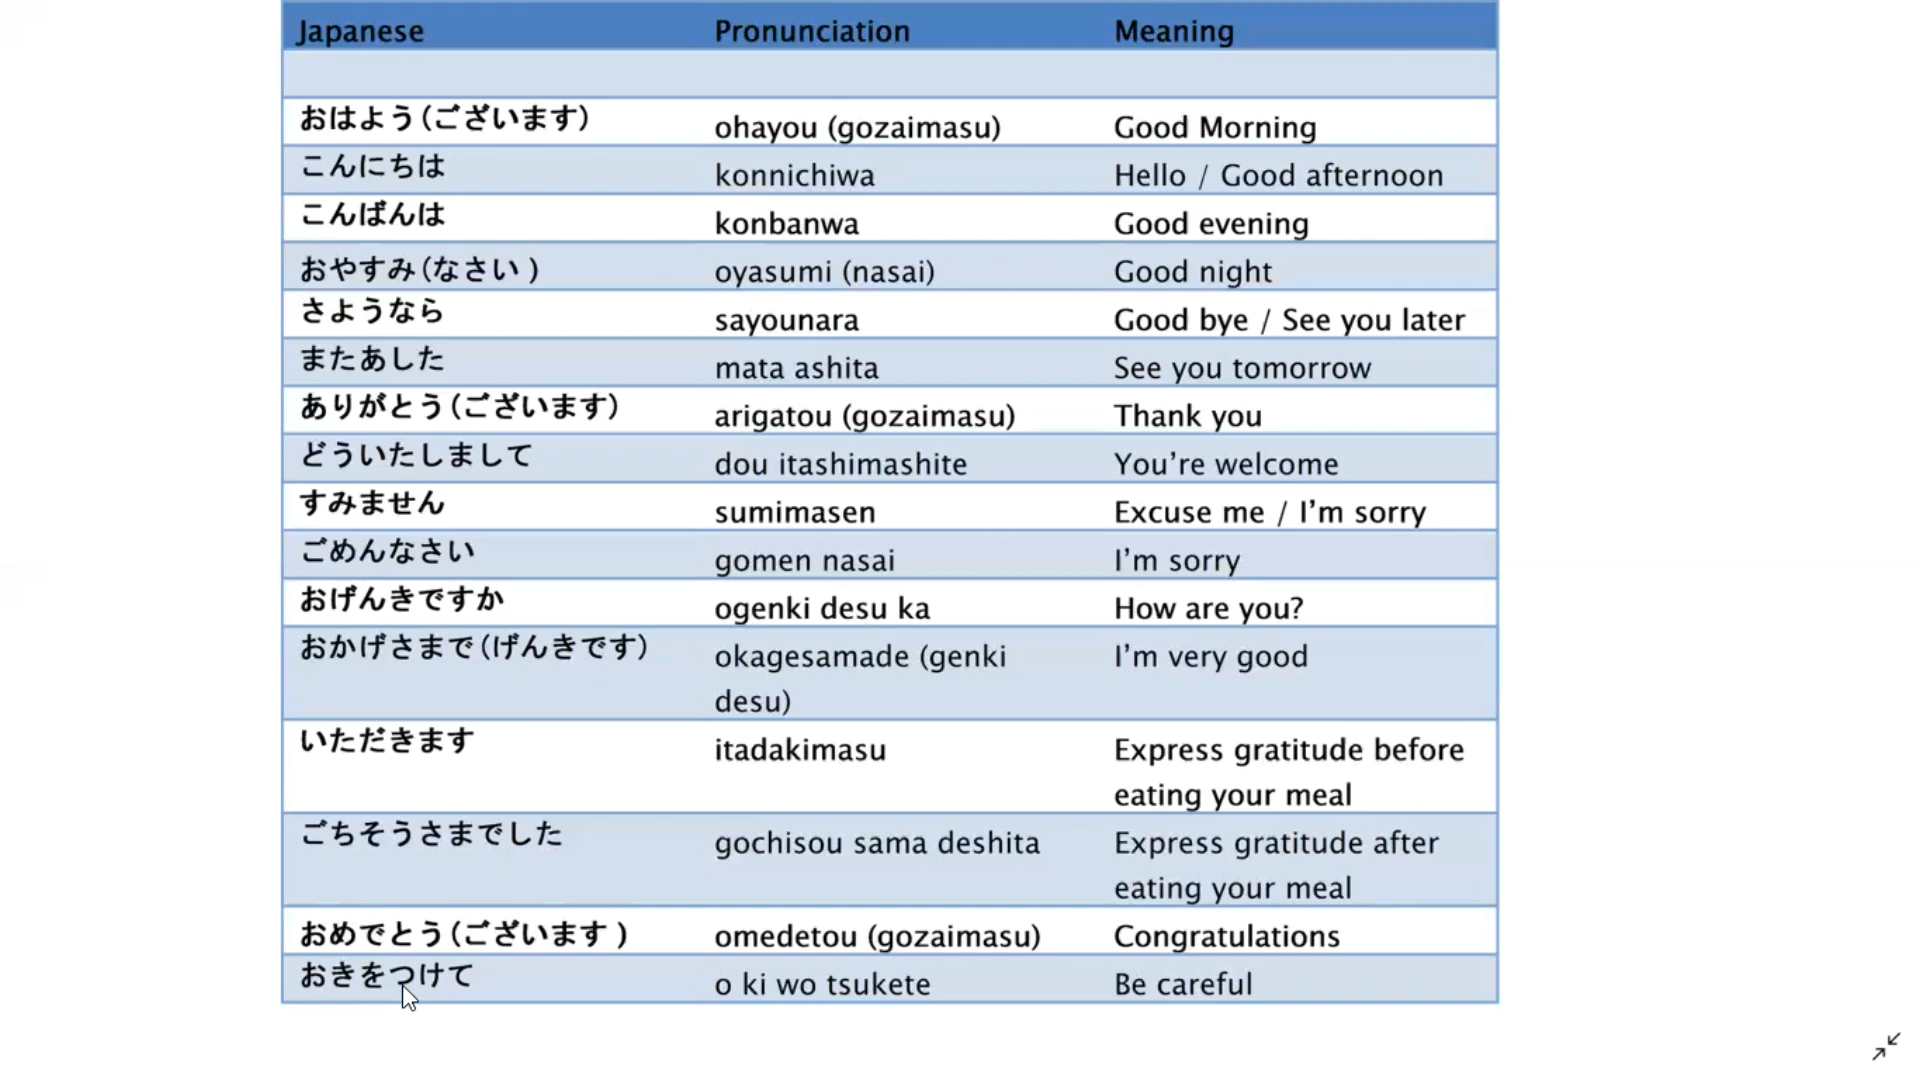 Japanese Pronunciation Meaning
おはよう(ございます) ohayou (gozaimasu) Good Morning
こんにちは konnichiwa Hello / Good afternoon
こんばんは konbanwa Good evening
おやすみ(なさい ) oyasumi (nasai) Good night
さようなら sayounara Good bye / See you later
またあした mata ashita See you tomorrow
ありがとう(ございます) arigatou (gozaimasu) Thank you
どういたしまして dou itashimashite You're welcome
すみません sumimasen Excuse me / I'm sorry
ごめんなさい gomen nasai I'm sorry
おげんきですか ogenki desu ka How are you?
おかげさまで(げんきです) okagesamade (genki I'm very good
desu)
いただきます itadakimasu Express gratitude before
eating your meal
ごちそうさまでした gochisou sama deshita Express gratitude after
eating your meal
おめでとう(ございます ) omedetou (gozaimasu) Congratulations
おきをつけて o ki wo tsukete Be careful